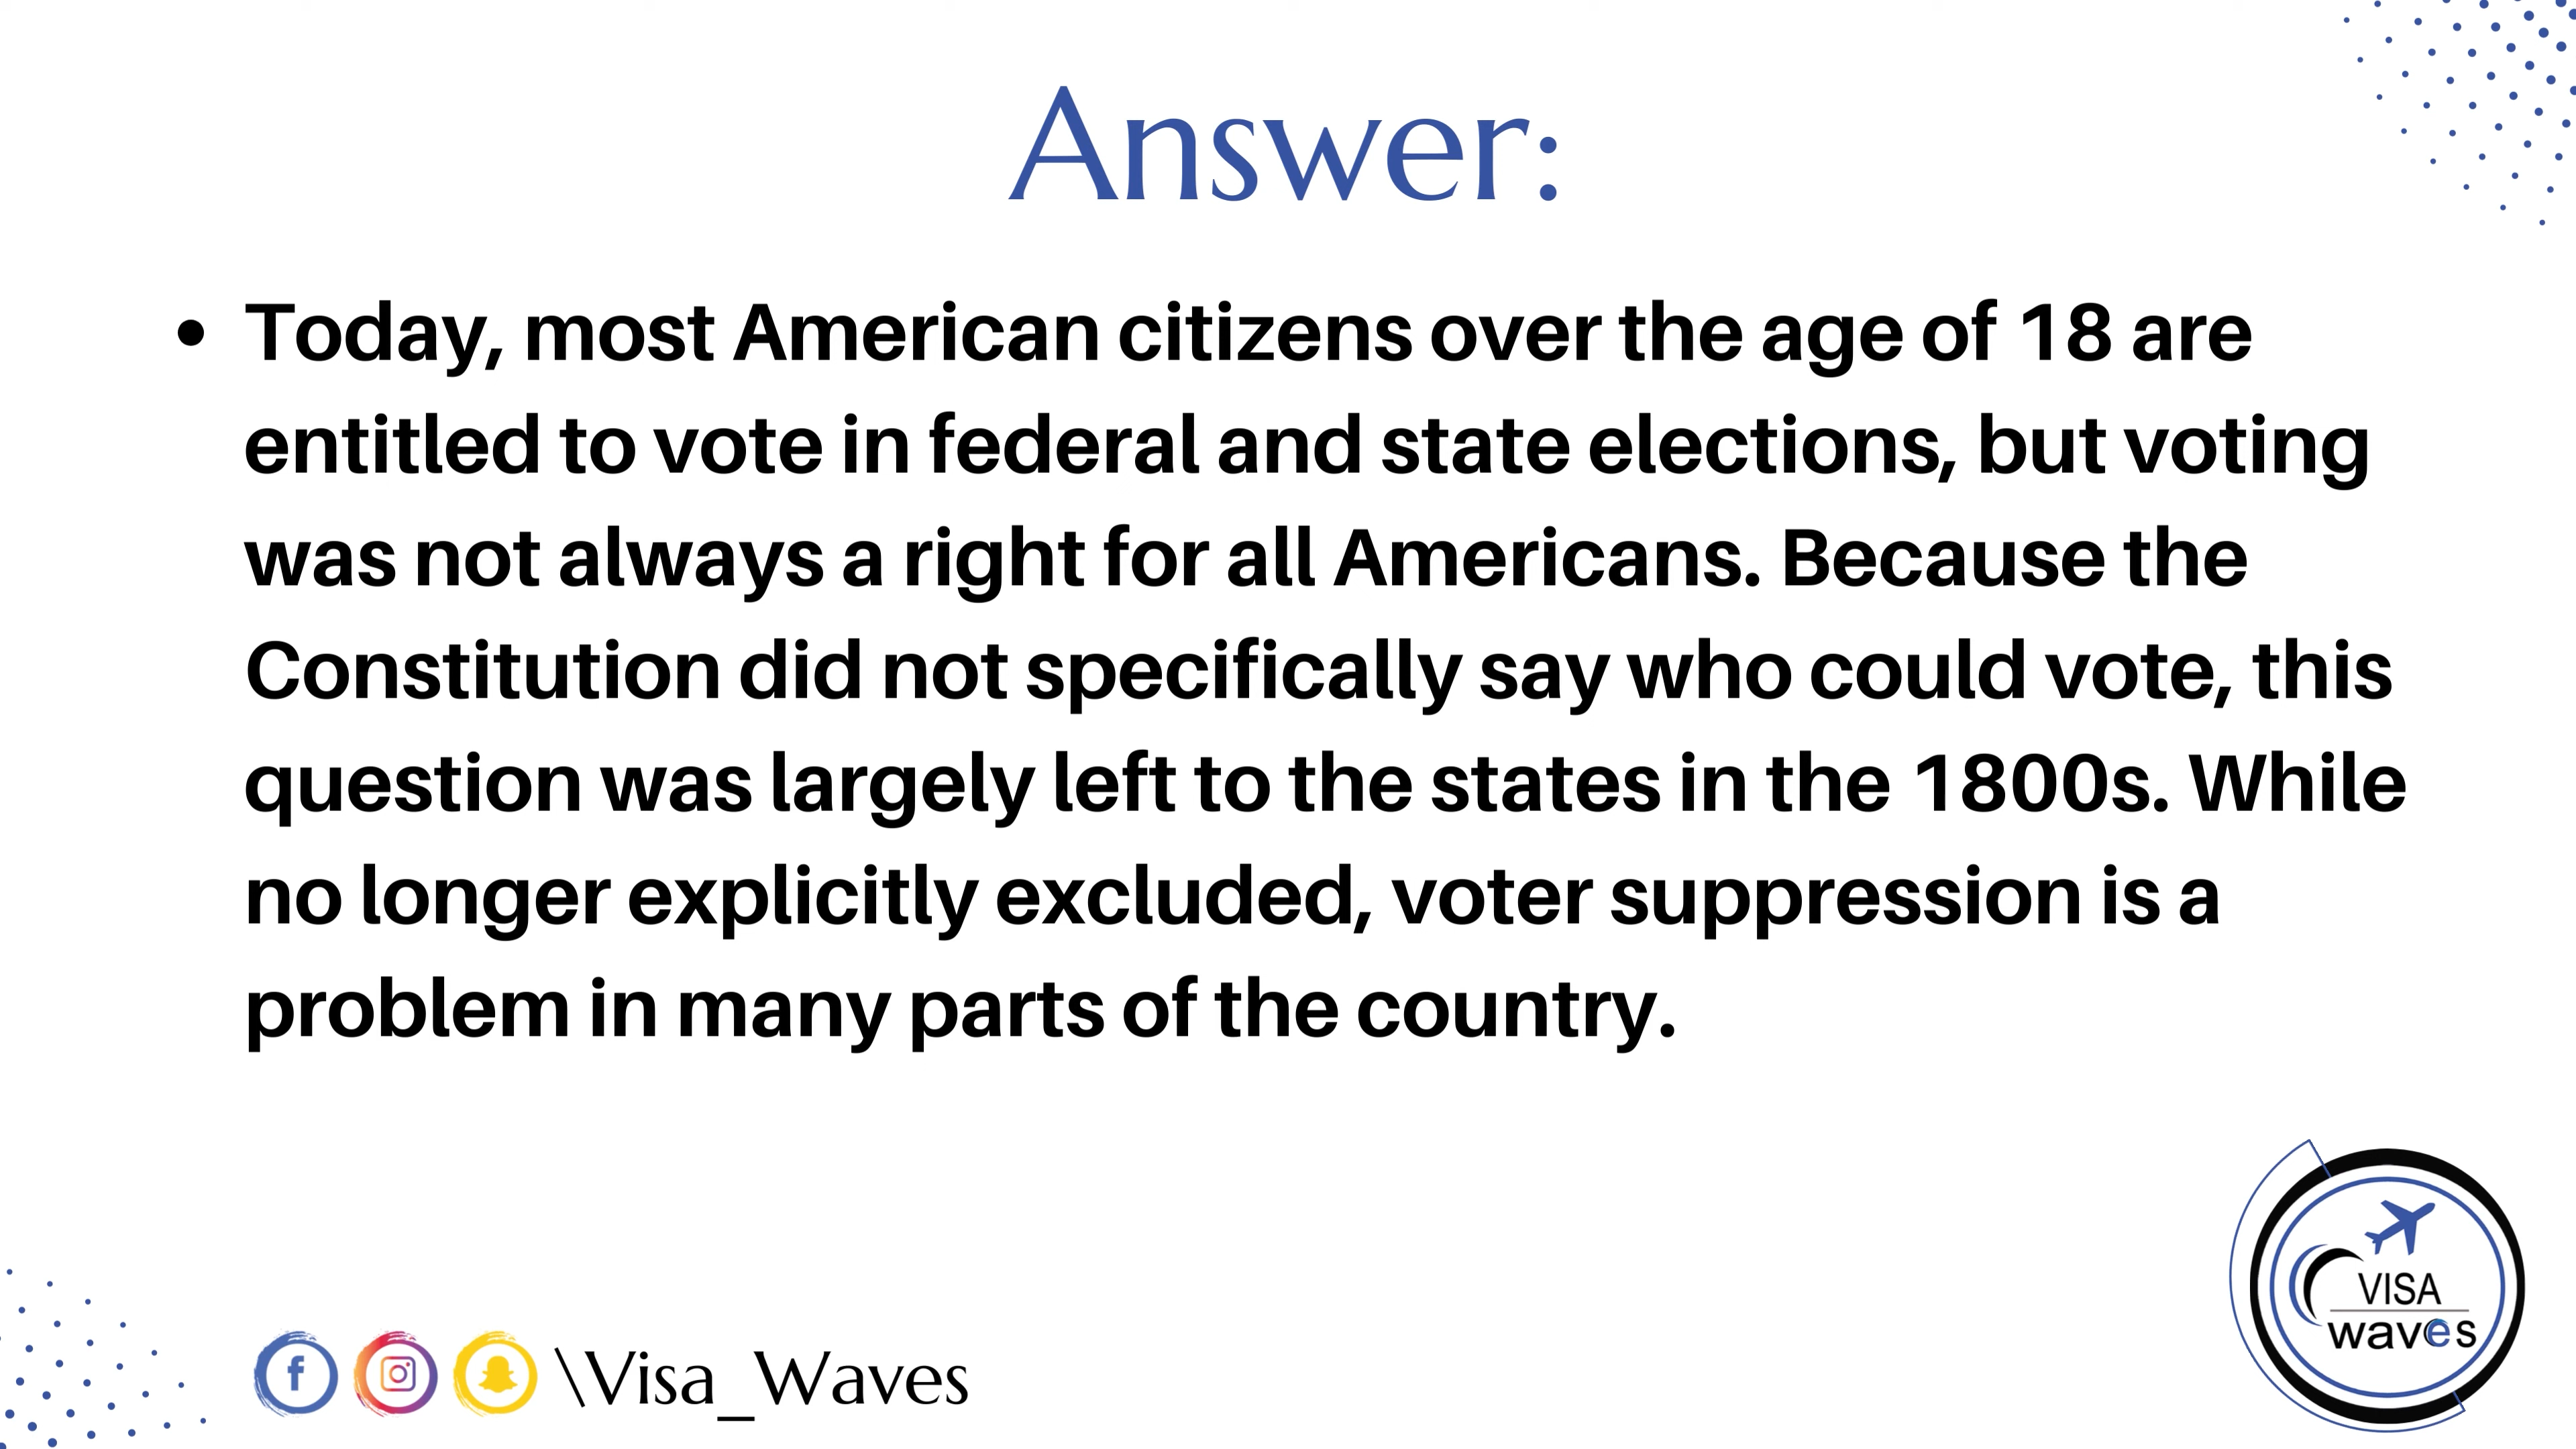 Answer:
• Today, most American citizens over the age of 18 are
entitled to vote in federal and state elections, but voting
was not always a right for all Americans. Because the
Constitution did not specifically say who could vote, this
question was largely left to the states in the 1800s. While
no longer explicitly excluded, voter suppression is a
problem in many parts of the country.
VISA
waves
\Visa_Waves